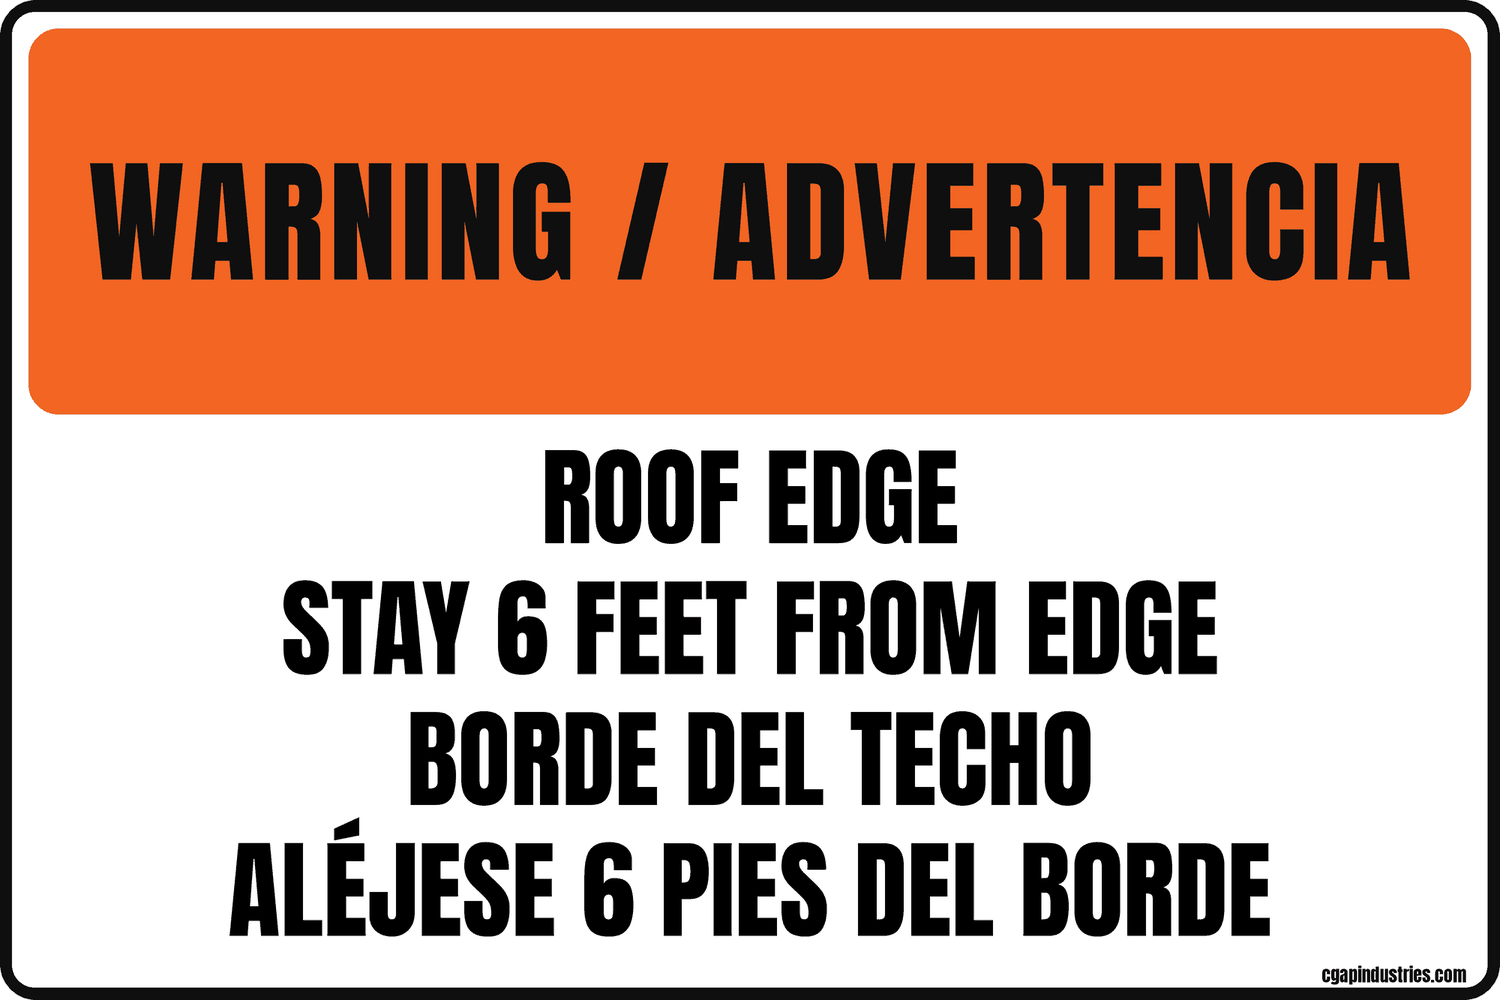 WARNING / ADVERTENCIA
ROOF EDGE
STAY 6 FEET FROM EDGE
BORDE DEL TECHO
ALÉJESE 6 PIES DEL BORDE
cgapindustries.com